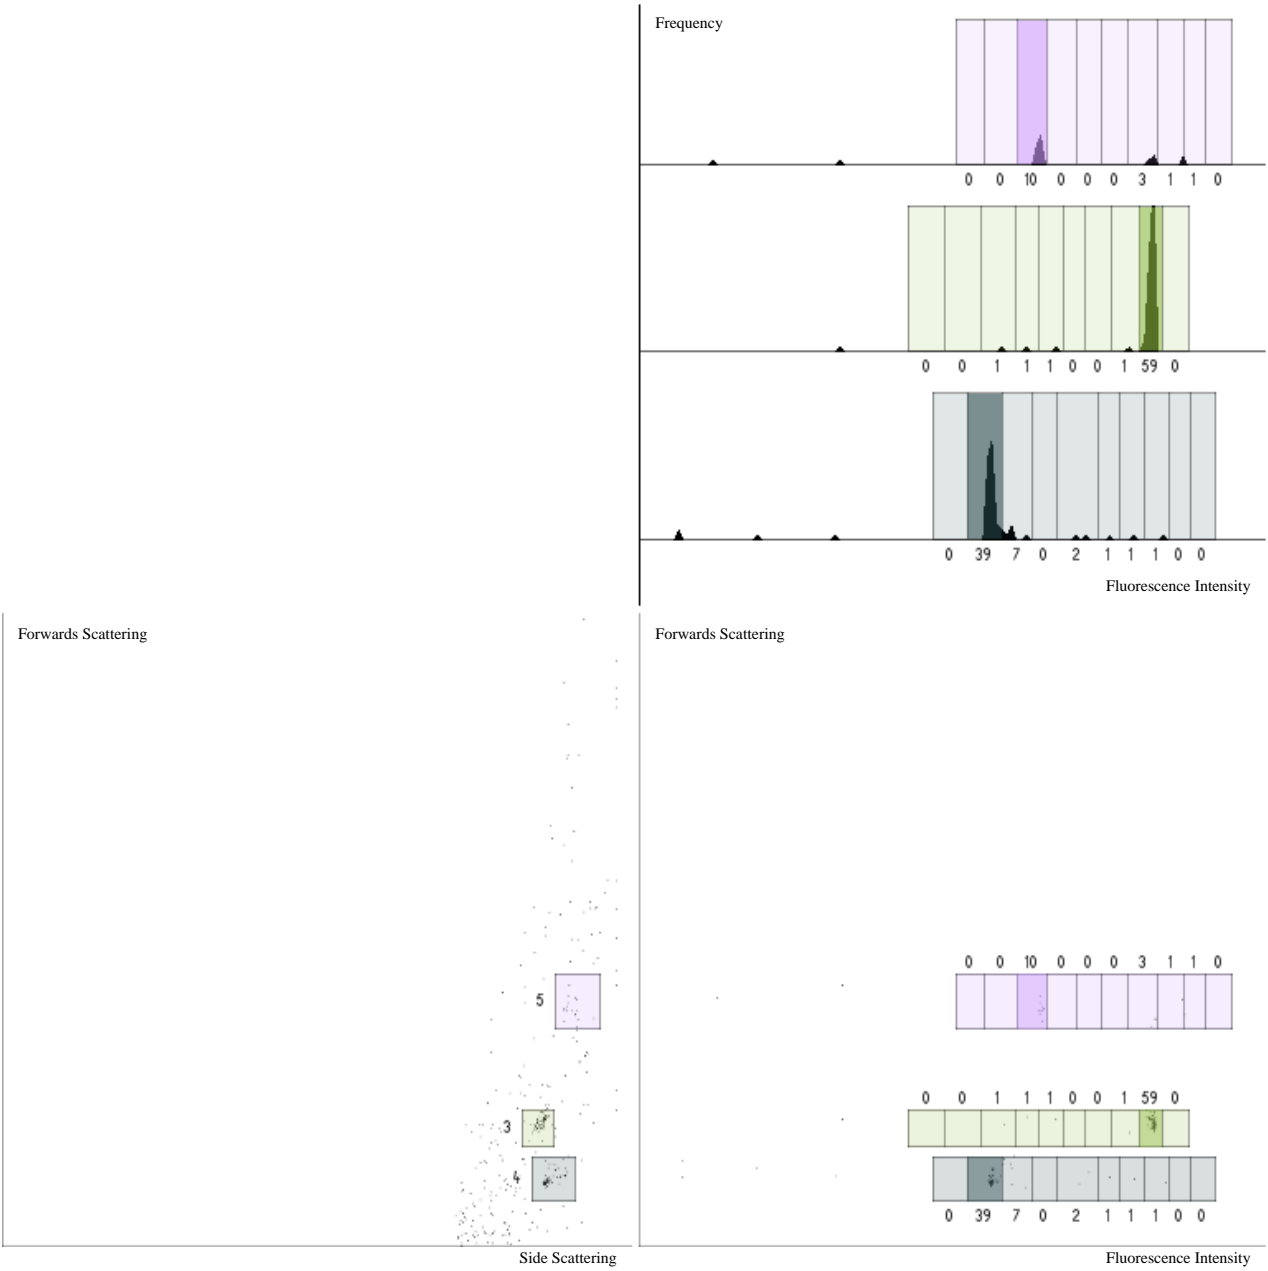 Frequency
0 0 10 0 0 0 3 1 1 0
0 0 1 1 1 0 0 1 59 0
0 39 7 0 2 1 1 1 0 0
Fluorescence Intensity
Forwards Scattering
5
3
4
Side Scattering
Forwards Scattering
0 0 10 0 0 0 3 1 1 0
0 0 1 1 1 0 0 1 59 0
0 39 7 0 2 1 1 1 0 0
Fluorescence Intensity